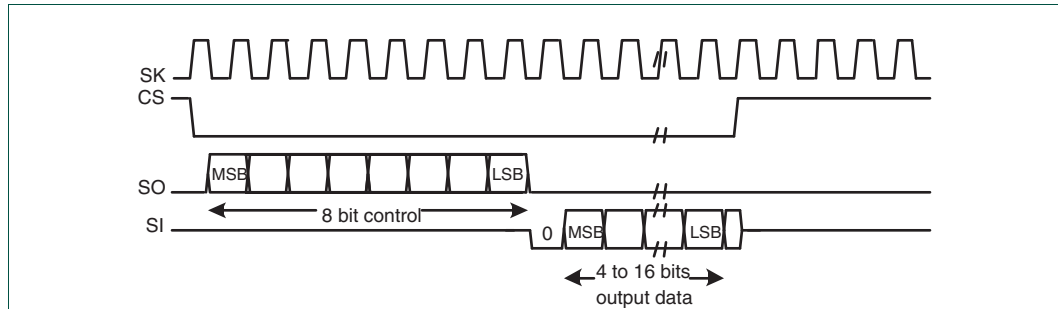 SK
CS
SO
MSB
LSB
8 bit control
SI
0
MSB
LSB
4 to 16 bits
output data